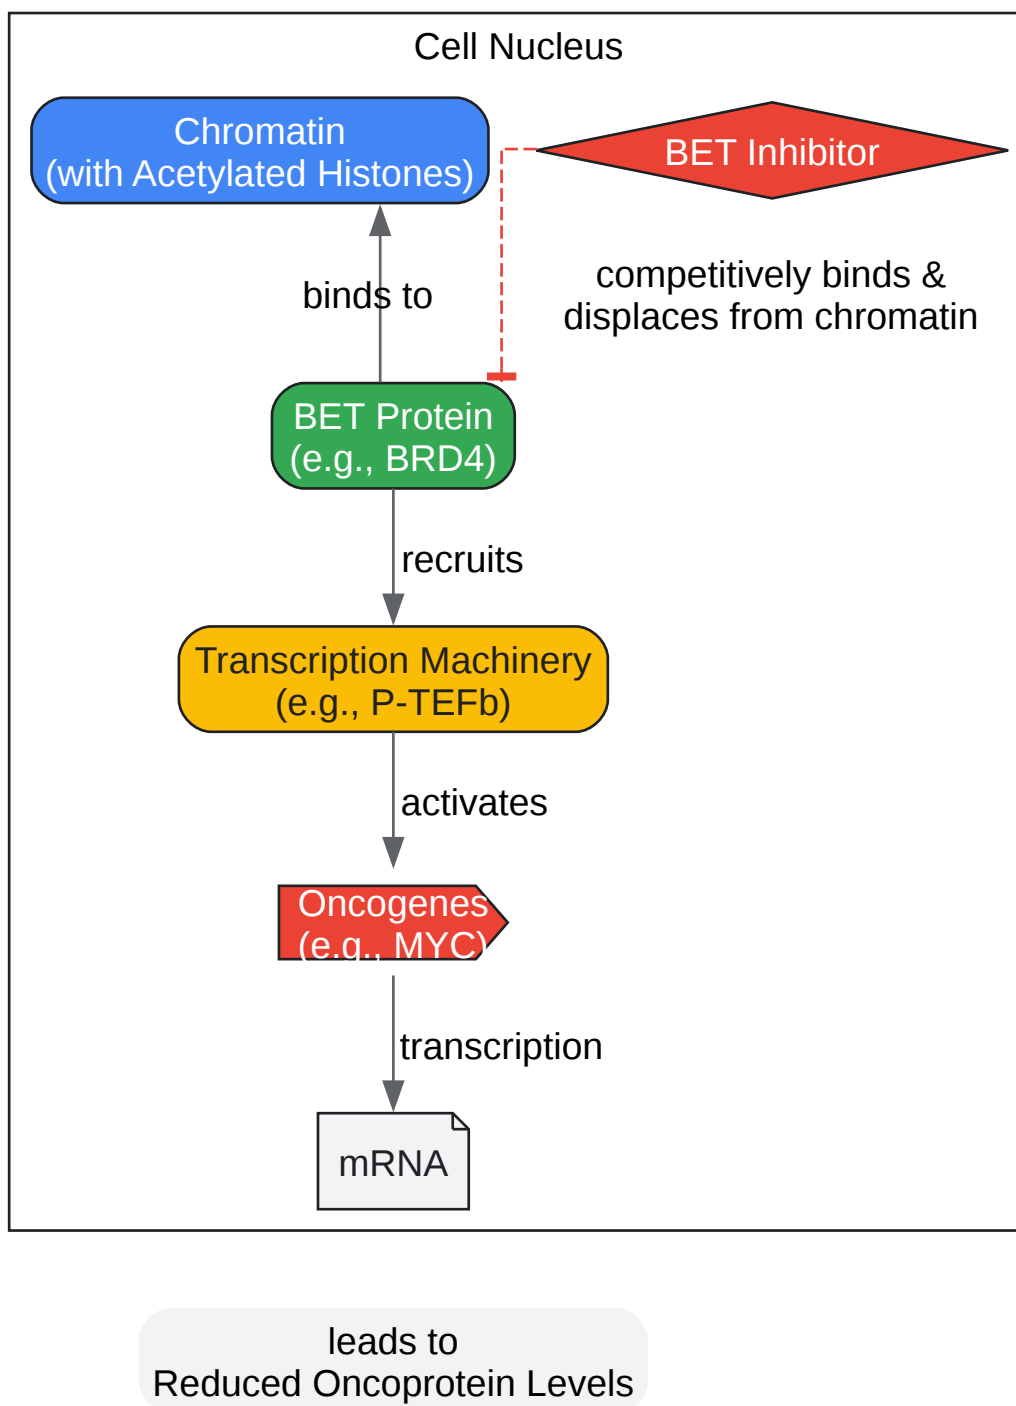 Cell Nucleus
Chromatin
(with Acetylated Histones)
BET Inhibitor
binds to
competitively binds &
displaces from chromatin
BET Protein
(e.g., BRD4)
recruits
Transcription Machinery
(e.g., P-TEFb)
activates
Oncogenes
(e.g., MYC)
transcription
mRNA
leads to
Reduced Oncoprotein Levels